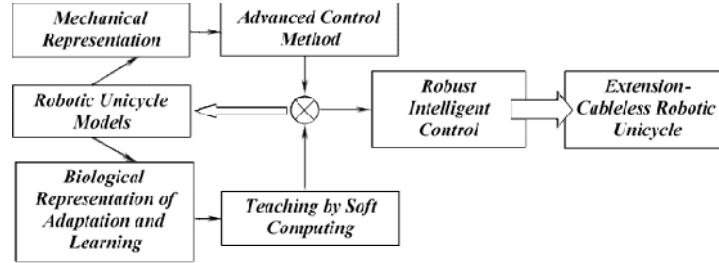 Mechanical
Representation
Advanced Control
Method
Robotic Unicycle
Models
Robust
Intelligent
Control
Extension-
Cableless Robotic
Unicycle
Biological
Representation of
Adaptation and
Learning
Teaching by Soft
Computing